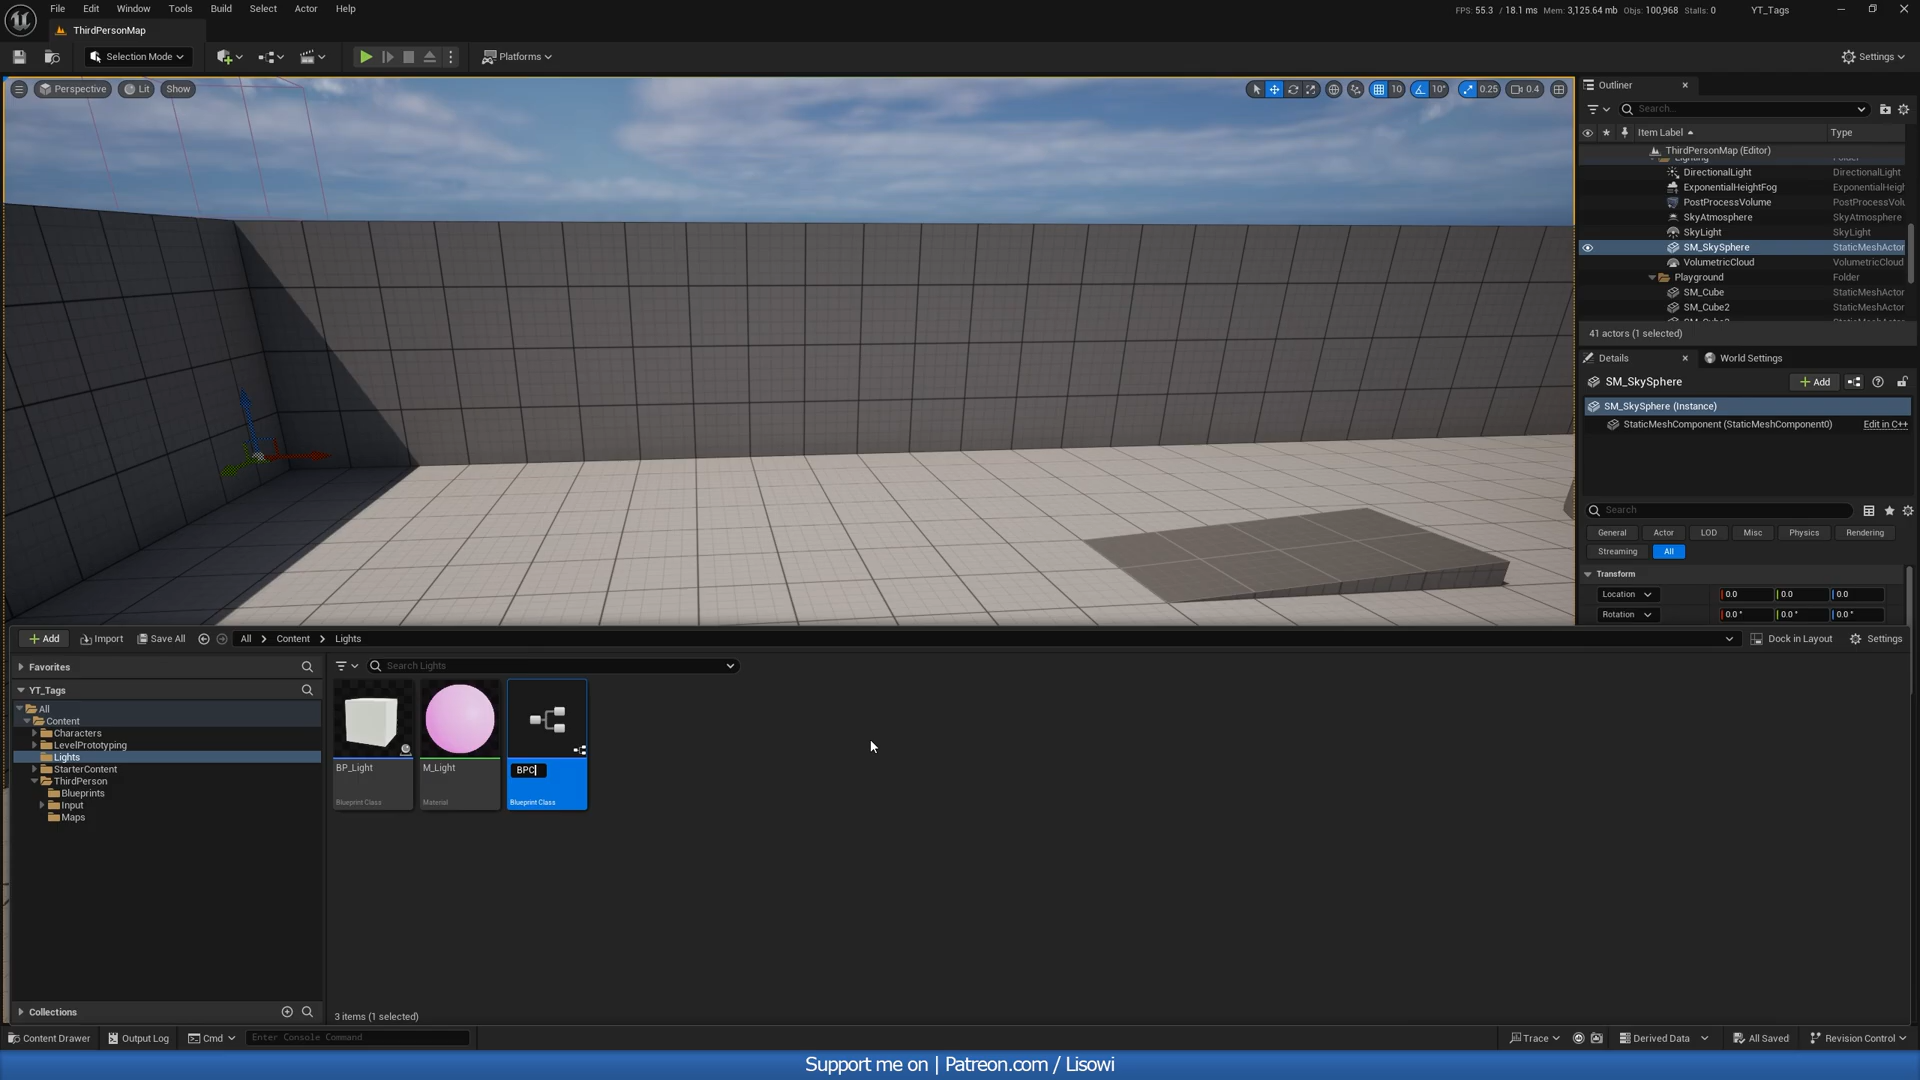 File Edit Window Tools Build Select Actor Help
FPS: 55.3 / 18.1 ms Mem: 3,125.64 mb Objs: 100,968 Stalls: 0 YT_Tags
ThirdPersonMap
Selection Mode Platforms Settings
Perspective Lit Show 10 10° 0.25 0.4
Outliner
Search...
Item Label Type
ThirdPersonMap (Editor)
DirectionalLight DirectionalLight
ExponentialHeightFog ExponentialHeigh
PostProcessVolume PostProcessVolu
SkyAtmosphere SkyAtmosphere
SkyLight SkyLight
SM_SkySphere StaticMeshActor
VolumetricCloud VolumetricCloud
Playground Folder
SM_Cube StaticMeshActor
SM_Cube2 StaticMeshActor
41 actors (1 selected)
Details World Settings
SM_SkySphere Add
SM_SkySphere (Instance)
StaticMeshComponent (StaticMeshComponent0) Edit in C++
Search
General Actor LOD Misc Physics Rendering
Streaming All
Transform
Location 0.0 0.0 0.0
Rotation 0.0 ° 0.0 ° 0.0 °
Add Import Save All All Content Lights Dock in Layout Settings
Favorites
Search Lights
YT_Tags
All
Content
Characters
LevelPrototyping
Lights
StarterContent
ThirdPerson
Blueprints
Input
Maps
BP_Light
Blueprint Class
M_Light
Material
BPC
Blueprint Class
Collections
3 items (1 selected)
Content Drawer Output Log Cmd Enter Console Command Trace Derived Data All Saved Revision Control
Support me on | Patreon.com / Lisowi